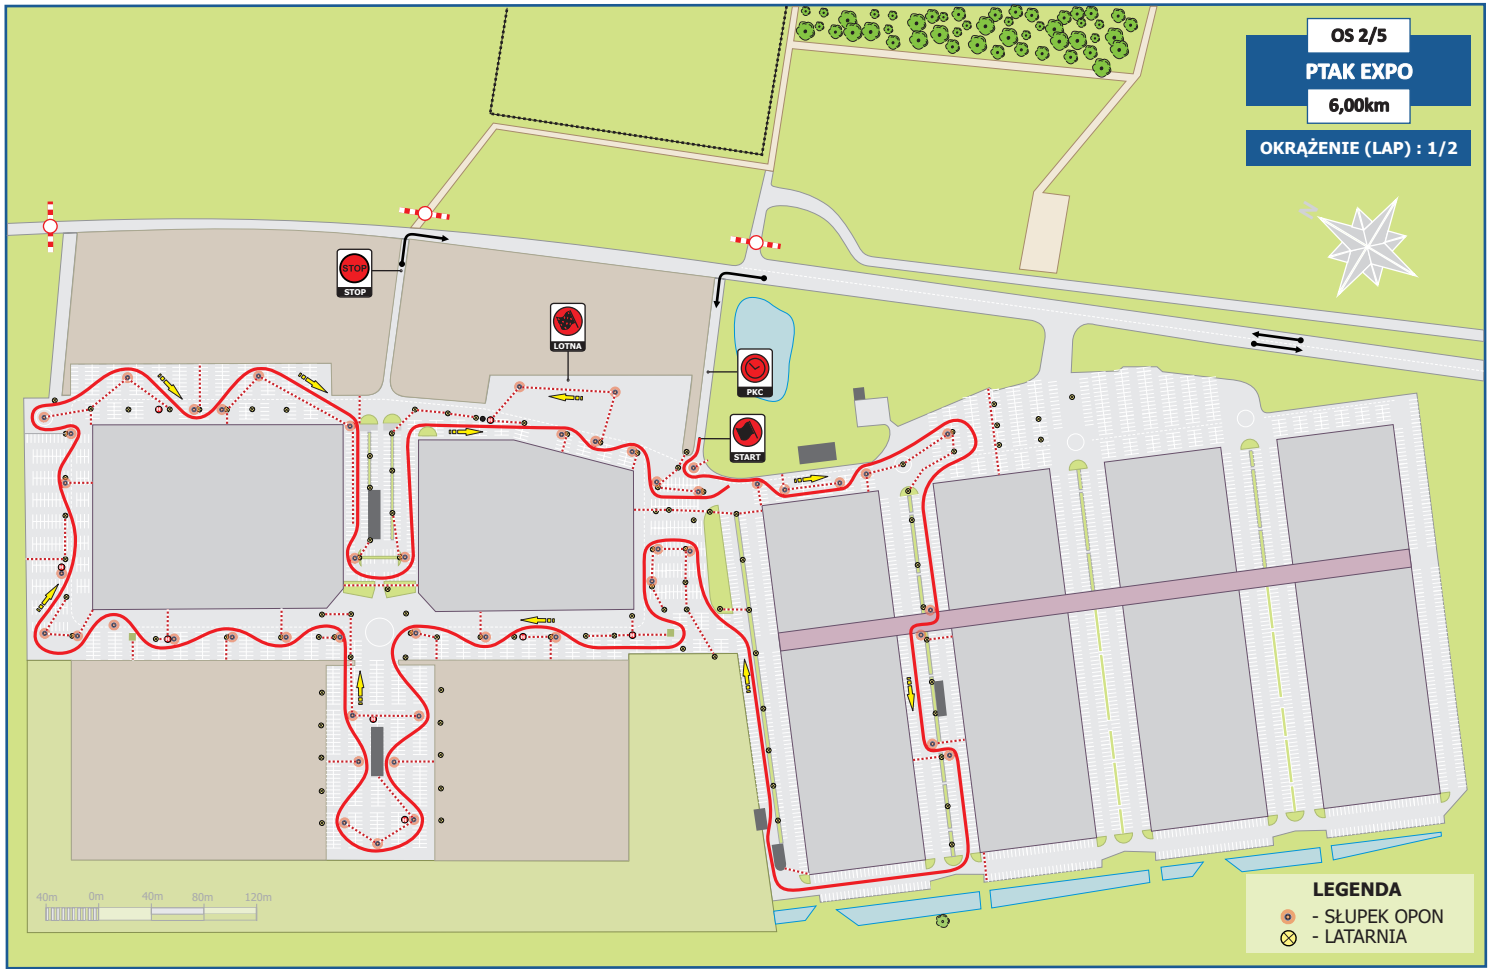 OS 2/5
PTAK EXPO
6,00km
OKRĄŻENIE (LAP) : 1/2
N
STOP
STOP
LOTNA
PKC
START
40m 0m 40m 80m 120m
LEGENDA
- SŁUPEK OPON
- LATARNIA